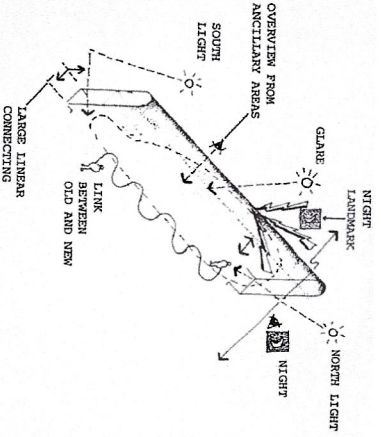 OVERVIEW FROM
ANCILLARY AREAS
SOUTH
LIGHT
GLARE
NIGHT
LANDMARK
NORTH LIGHT
NIGHT
LINK
BETWEEN
OLD AND NEW
LARGE LINEAR
CONNECTING